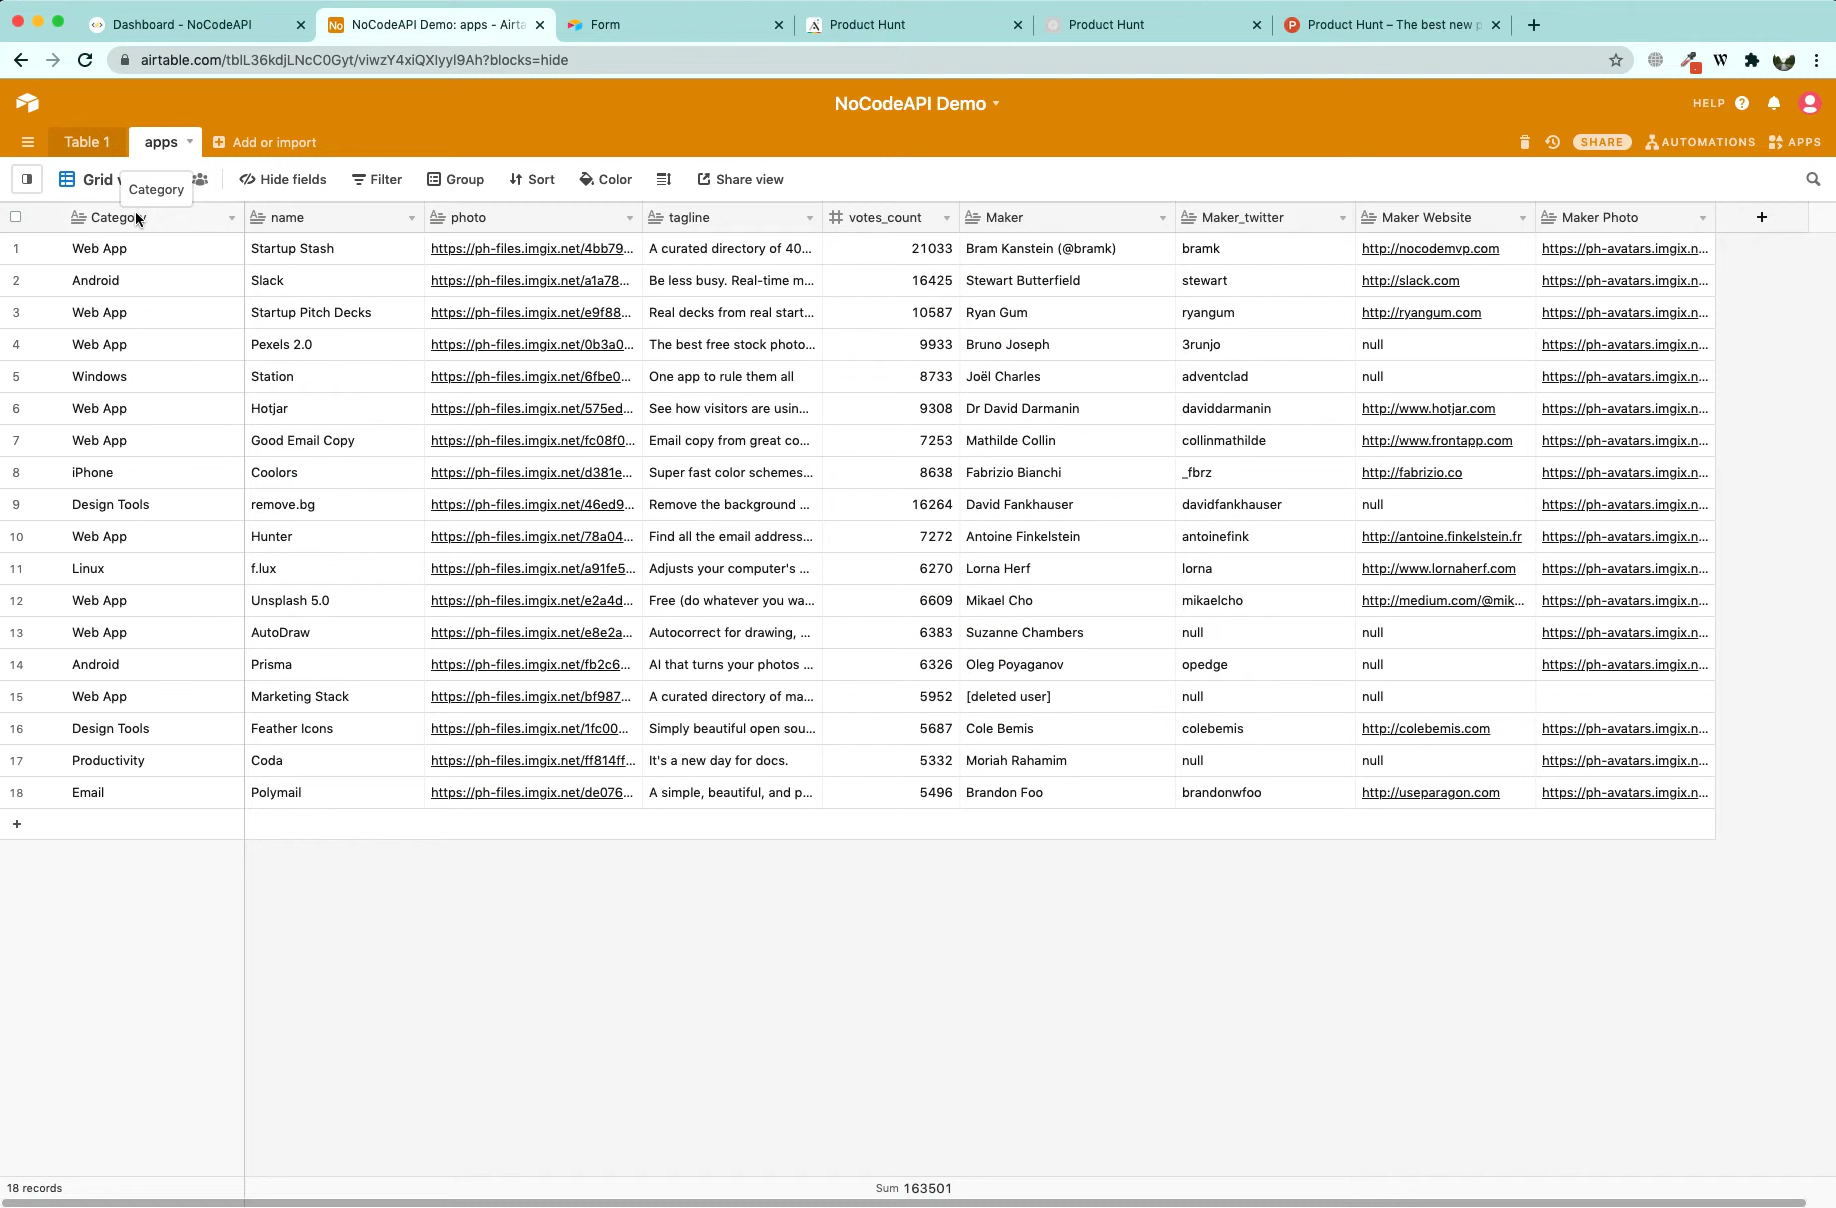 Dashboard - NoCodeAPI
NoCodeAPI Demo: apps - Airta
Form
Product Hunt
Product Hunt
Product Hunt – The best new p
airtable.com/tblL36kdjLNcC0Gyt/viwzY4xiQXlyyl9Ah?blocks=hide
NoCodeAPI Demo
HELP
Table 1
apps
Add or import
SHARE
AUTOMATIONS
APPS
Grid v
Hide fields
Filter
Group
Sort
Color
Share view
Category
Category name photo tagline votes_count Maker Maker_twitter Maker Website Maker Photo
1 Web App Startup Stash https://ph-files.imgix.net/4bb79... A curated directory of 40... 21033 Bram Kanstein (@bramk) bramk http://nocodemvp.com https://ph-avatars.imgix.n...
2 Android Slack https://ph-files.imgix.net/a1a78... Be less busy. Real-time m... 16425 Stewart Butterfield stewart http://slack.com https://ph-avatars.imgix.n...
3 Web App Startup Pitch Decks https://ph-files.imgix.net/e9f88... Real decks from real start... 10587 Ryan Gum ryangum http://ryangum.com https://ph-avatars.imgix.n...
4 Web App Pexels 2.0 https://ph-files.imgix.net/0b3a0... The best free stock photo... 9933 Bruno Joseph 3runjo null https://ph-avatars.imgix.n...
5 Windows Station https://ph-files.imgix.net/6fbe0... One app to rule them all 8733 Joël Charles adventclad null https://ph-avatars.imgix.n...
6 Web App Hotjar https://ph-files.imgix.net/575ed... See how visitors are usin... 9308 Dr David Darmanin daviddarmanin http://www.hotjar.com https://ph-avatars.imgix.n...
7 Web App Good Email Copy https://ph-files.imgix.net/fc08f0... Email copy from great co... 7253 Mathilde Collin collinmathilde http://www.frontapp.com https://ph-avatars.imgix.n...
8 iPhone Coolors https://ph-files.imgix.net/d381e... Super fast color schemes... 8638 Fabrizio Bianchi _fbrz http://fabrizio.co https://ph-avatars.imgix.n...
9 Design Tools remove.bg https://ph-files.imgix.net/46ed9... Remove the background ... 16264 David Fankhauser davidfankhauser null https://ph-avatars.imgix.n...
10 Web App Hunter https://ph-files.imgix.net/78a04... Find all the email address... 7272 Antoine Finkelstein antoinefink http://antoine.finkelstein.fr https://ph-avatars.imgix.n...
11 Linux f.lux https://ph-files.imgix.net/a91fe5... Adjusts your computer's ... 6270 Lorna Herf lorna http://www.lornaherf.com https://ph-avatars.imgix.n...
12 Web App Unsplash 5.0 https://ph-files.imgix.net/e2a4d... Free (do whatever you wa... 6609 Mikael Cho mikaelcho http://medium.com/@mik... https://ph-avatars.imgix.n...
13 Web App AutoDraw https://ph-files.imgix.net/e8e2a... Autocorrect for drawing, ... 6383 Suzanne Chambers null null https://ph-avatars.imgix.n...
14 Android Prisma https://ph-files.imgix.net/fb2c6... AI that turns your photos ... 6326 Oleg Poyaganov opedge null https://ph-avatars.imgix.n...
15 Web App Marketing Stack https://ph-files.imgix.net/bf987... A curated directory of ma... 5952 [deleted user] null null
16 Design Tools Feather Icons https://ph-files.imgix.net/1fc00... Simply beautiful open sou... 5687 Cole Bemis colebemis http://colebemis.com https://ph-avatars.imgix.n...
17 Productivity Coda https://ph-files.imgix.net/ff814ff... It's a new day for docs. 5332 Moriah Rahamim null null https://ph-avatars.imgix.n...
18 Email Polymail https://ph-files.imgix.net/de076... A simple, beautiful, and p... 5496 Brandon Foo brandonwfoo http://useparagon.com https://ph-avatars.imgix.n...
18 records
Sum 163501